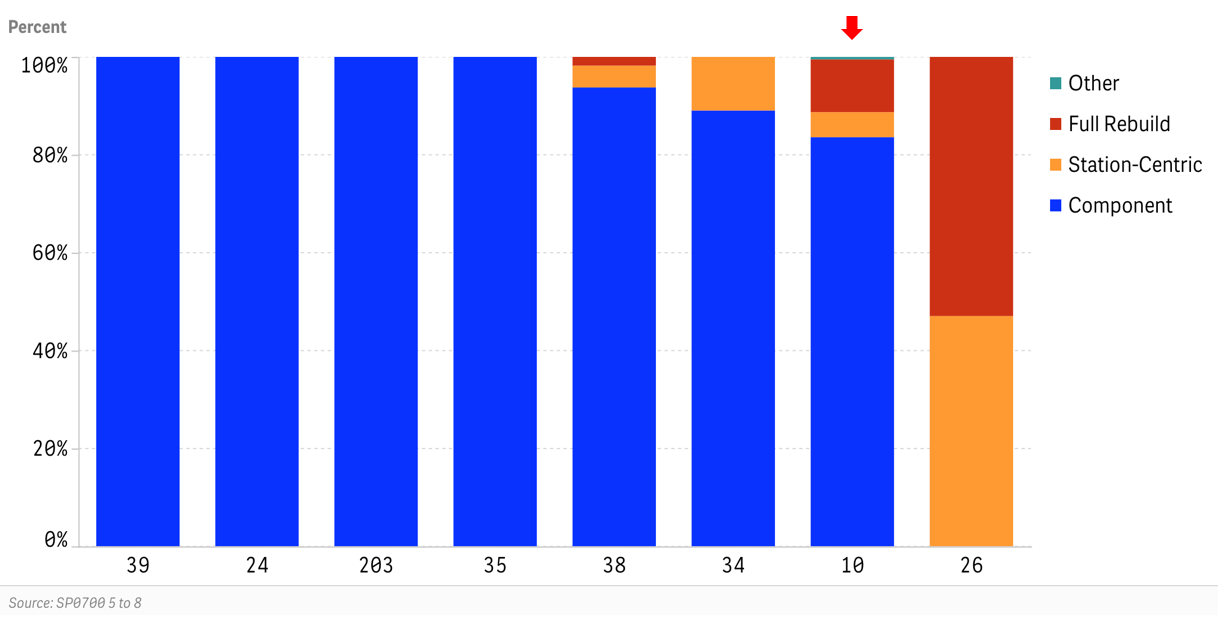 Percent
100%
80%
60%
40%
20%
0%
39 24 203 35 38 34 10 26
Other
Full Rebuild
Station-Centric
Component
Source: SP0700 5 to 8